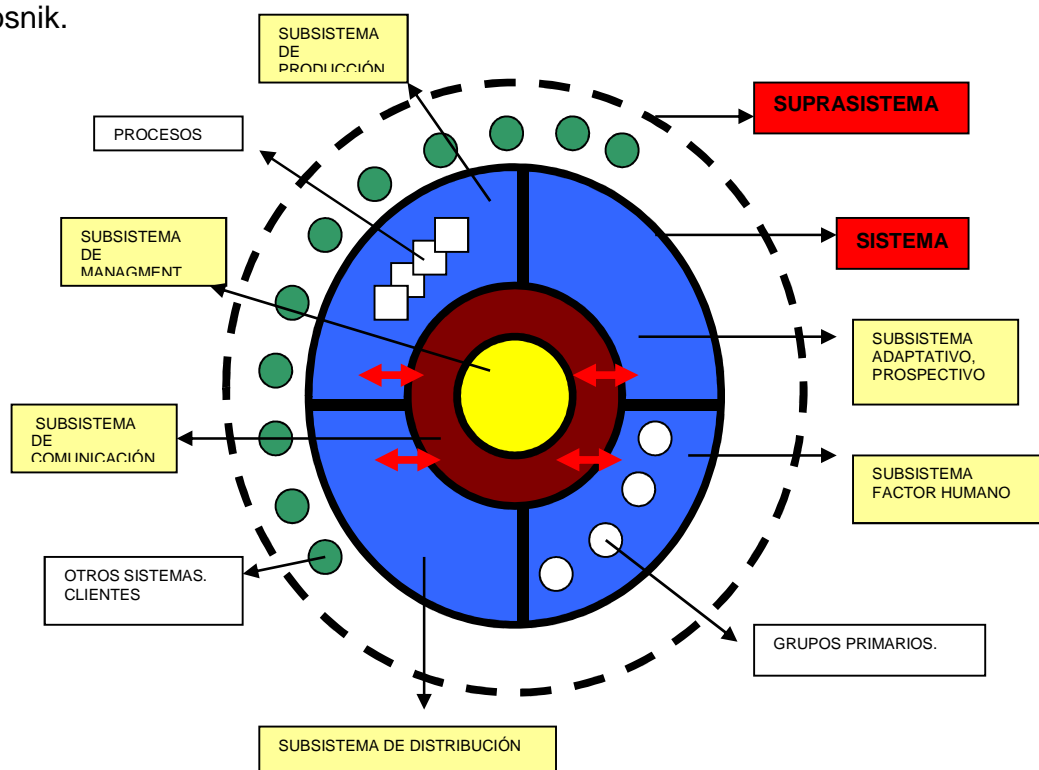 osnik.
SUBSISTEMA
DE
PRODUCCIÓN
SUPRASISTEMA
PROCESOS
SUBSISTEMA
DE
MANAGMENT
SISTEMA
SUBSISTEMA
ADAPTATIVO,
PROSPECTIVO
SUBSISTEMA
DE
COMUNICACIÓN
SUBSISTEMA
FACTOR HUMANO
OTROS SISTEMAS.
CLIENTES
GRUPOS PRIMARIOS.
SUBSISTEMA DE DISTRIBUCIÓN